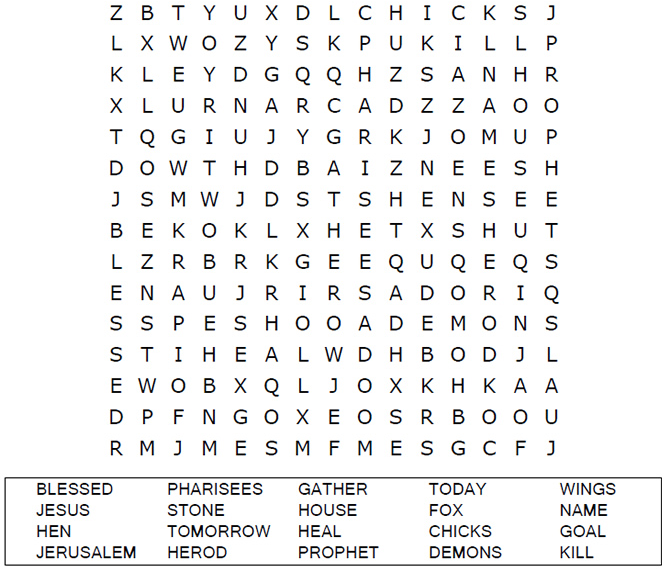 Z B T Y U X D L C H I C K S J
L X W O Z Y S K P U K I L L P
K L E Y D G Q Q H Z S A N H R
X L U R N A R C A D Z Z A O O
T Q G I U J Y G R K J O M U P
D O W T H D B A I Z N E E S H
J S M W J D S T S H E N S E E
B E K O K L X H E T X S H U T
L Z R B R K G E E Q U Q E Q S
E N A U J R I R S A D O R I Q
S S P E S H O O A D E M O N S
S T I H E A L W D H B O D J L
E W O B X Q L J O X K H K A A
D P F N G O X E O S R B O O U
R M J M E S M F M E S G C F J
BLESSED PHARISEES GATHER TODAY WINGS
JESUS STONE HOUSE FOX NAME
HEN TOMORROW HEAL CHICKS GOAL
JERUSALEM HEROD PROPHET DEMONS KILL